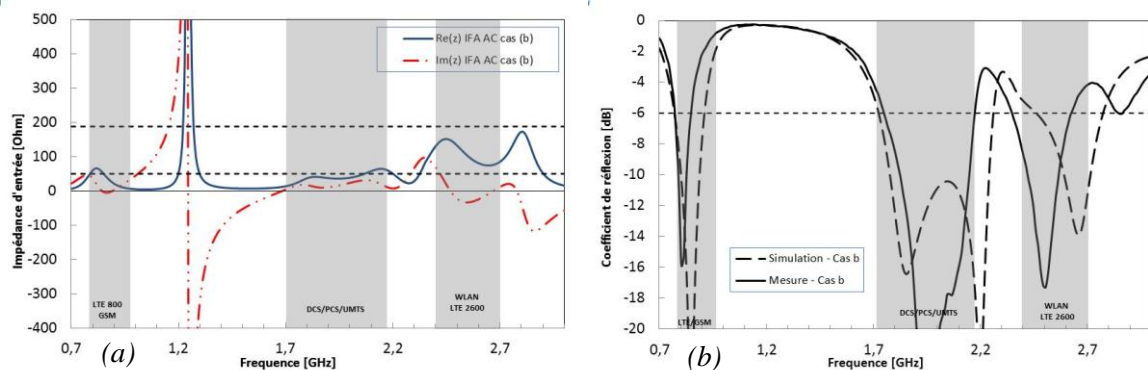 500
400
300
200
100
0
-100
-200
-300
-400
Impédance d'entrée [Ohm]
Re(z) IFA AC cas (b)
Im(z) IFA AC cas (b)
LTE 800
GSM
DCS/PCS/UMTS
WLAN
LTE 2600
0,7
1,2
1,7
2,2
2,7
(a)
Frequence [GHz]
0
-2
-4
-6
-8
-10
-12
-14
-16
-18
-20
Coefficient de réflexion [dB]
Simulation - Cas b
Mesure - Cas b
LTE/GSM
DCS/PCS/UMTS
WLAN
LTE 2600
0,7
1,2
1,7
2,2
2,7
(b)
Frequence [GHz]